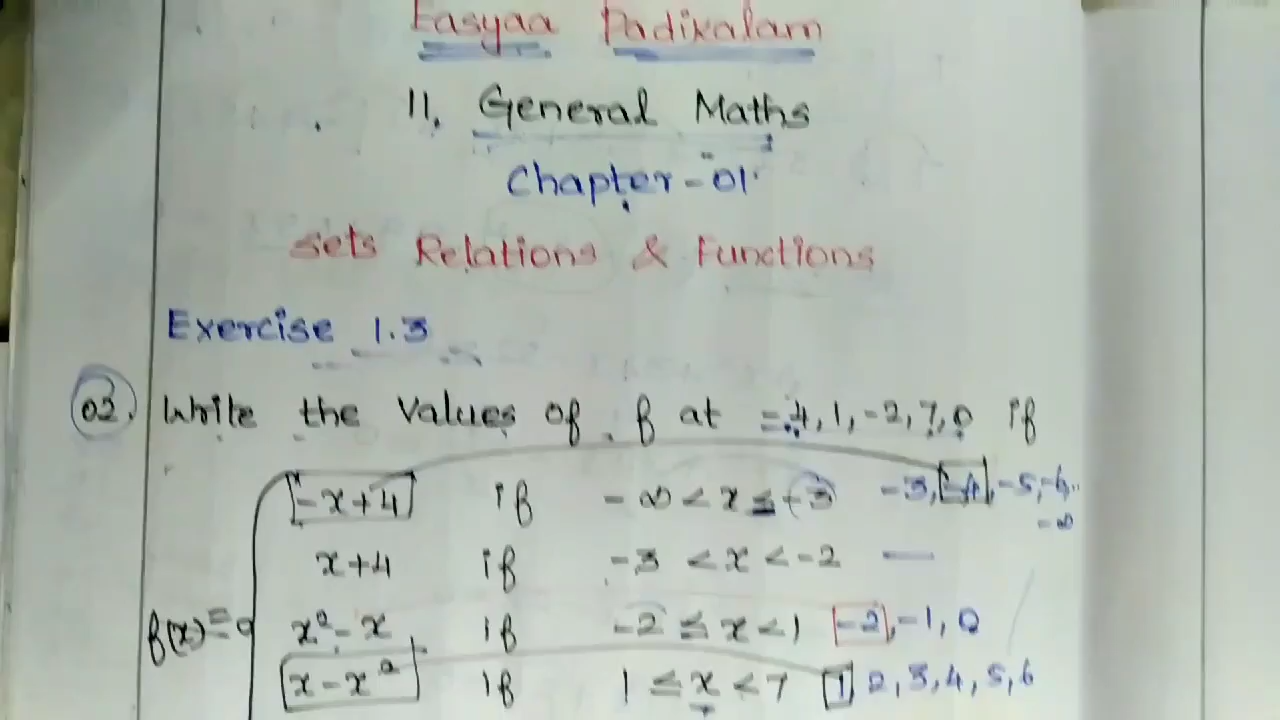 Easyaa Padikalam
11, General Maths
Chapter-01
Sets Relations & Functions
Exercise 1.3
02. Write the values of f at -4, 1, -2, 7, 0 if
-x+4 if -∞ < x ≤ -3 -3, -4, -5, -6.. -∞
x+4 if -3 < x < -2 —
f(x) = { x² - x if -2 ≤ x < 1 -2, -1, 0
x - x² if 1 ≤ x < 7 1 2, 3, 4, 5, 6